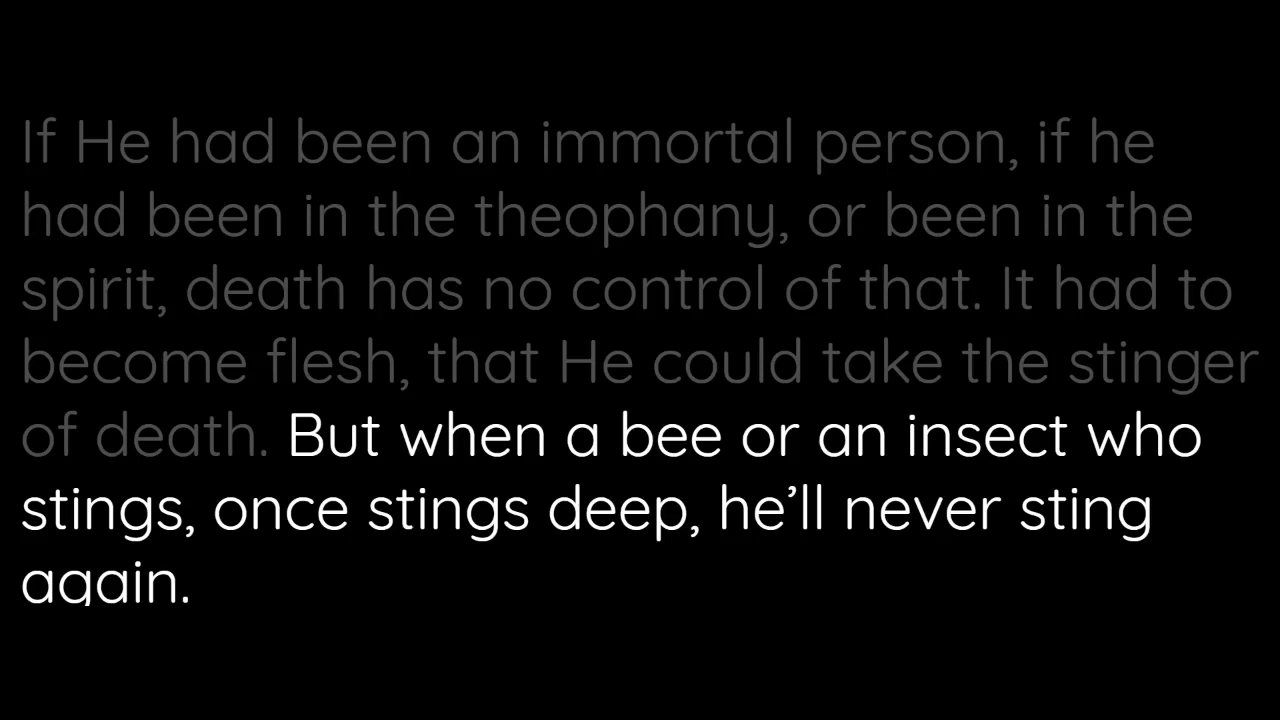 If He had been an immortal person, if he
had been in the theophany, or been in the
spirit, death has no control of that. It had to
become flesh, that He could take the stinger
of death. But when a bee or an insect who
stings, once stings deep, he’ll never sting
again.